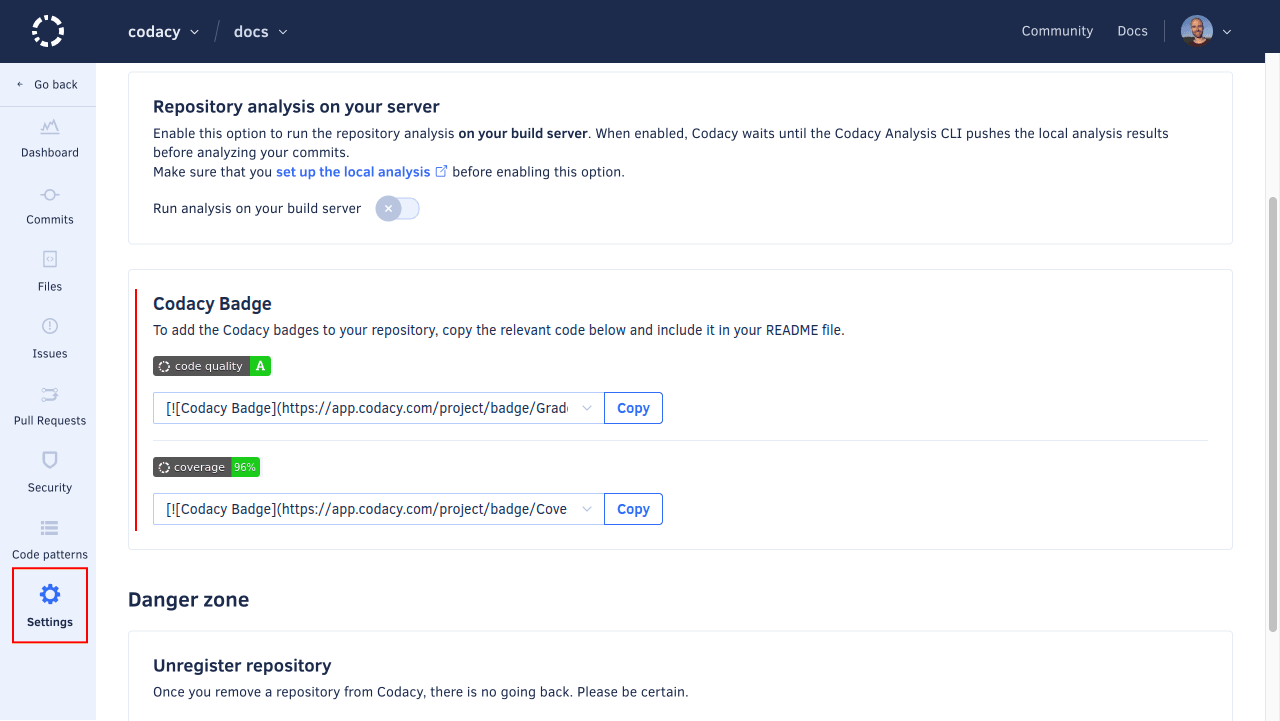 codacy / docs
Community
Docs
Go back
Dashboard
Commits
Files
Issues
Pull Requests
Security
Code patterns
Settings
Repository analysis on your server
Enable this option to run the repository analysis on your build server. When enabled, Codacy waits until the Codacy Analysis CLI pushes the local analysis results
before analyzing your commits.
Make sure that you set up the local analysis before enabling this option.
Run analysis on your build server
Codacy Badge
To add the Codacy badges to your repository, copy the relevant code below and include it in your README file.
code quality A
[![Codacy Badge](https://app.codacy.com/project/badge/Grad
Copy
coverage 96%
[![Codacy Badge](https://app.codacy.com/project/badge/Cove
Copy
Danger zone
Unregister repository
Once you remove a repository from Codacy, there is no going back. Please be certain.